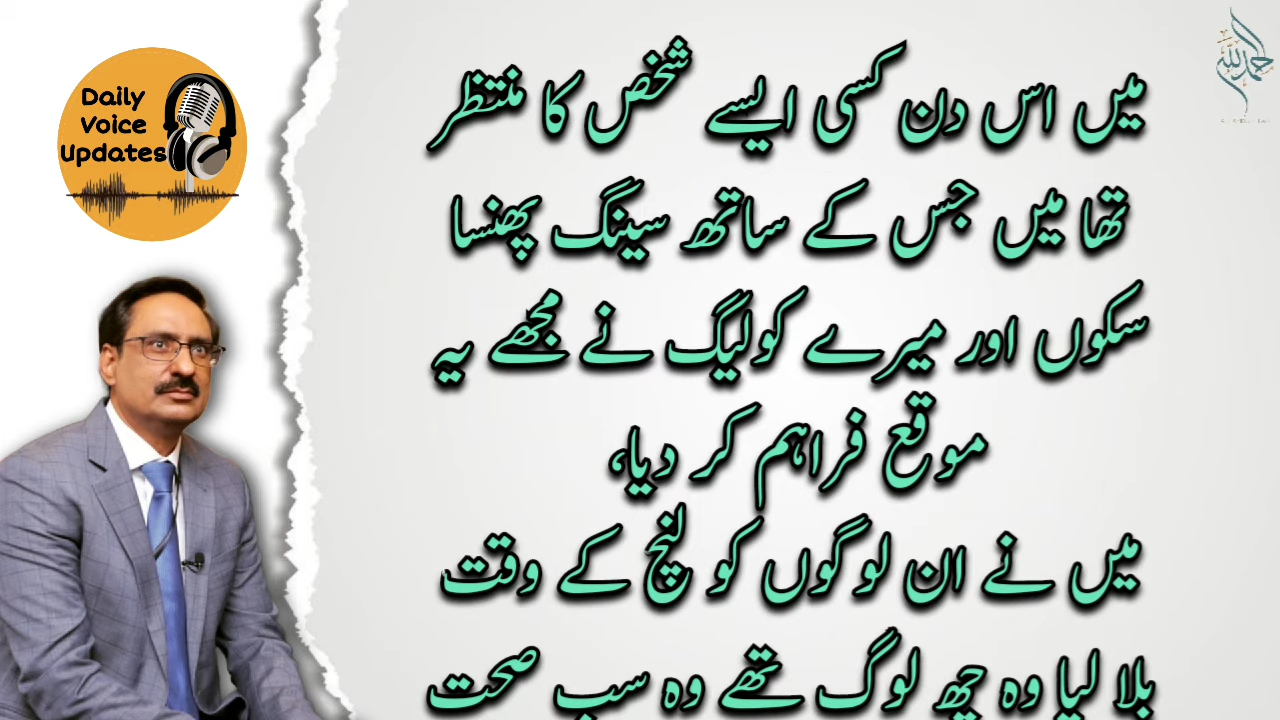 Daily
Voice
Updates
الحمدللہ
میں اس دن کسی ایسے شخص کا منتظر
تھا میں جس کے ساتھ سینگ پھنسا
سکوں اور میرے کولیگ نے مجھے یہ
موقع فراہم کر دیا،
میں نے ان لوگوں کو لنچ کے وقت
بلا لیا وہ چھ لوگ تھے وہ سب صحت